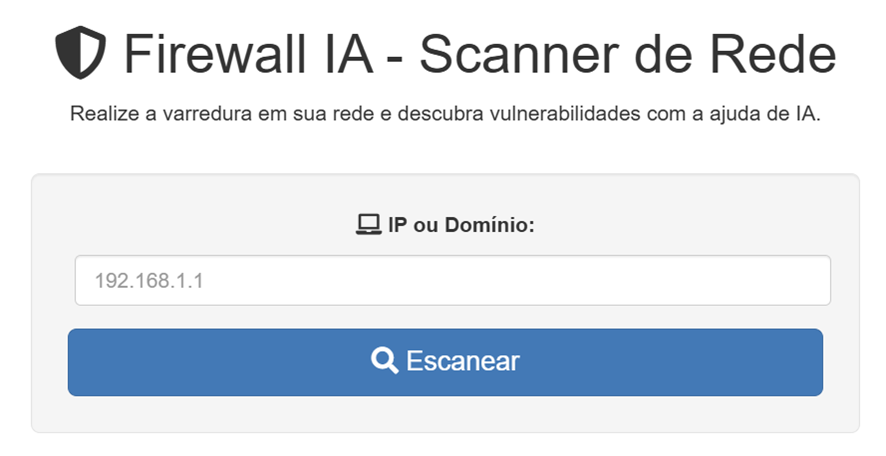 Firewall IA - Scanner de Rede
Realize a varredura em sua rede e descubra vulnerabilidades com a ajuda de IA.
IP ou Domínio:
192.168.1.1
Escanear